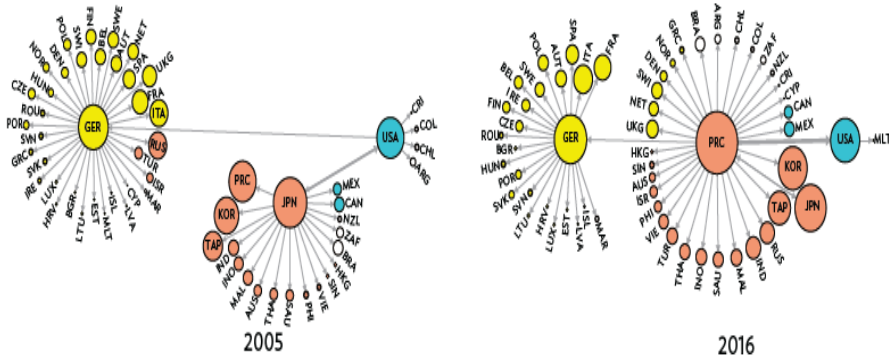 FIN
SWE
POL
SWI
BEL
AUT
NET
NOR
DEN
SPA
UKG
HUN
CZE
FRA
ROU
GER
ITA
POR
SVN
RUS
GRC
TUR
SVK
ISR
IRE
MAR
LUX
HRV
BGR
LTU
EST
MLT
ISL
CYP
LVA
USA
CRI
COL
CHL
ARG
PRC
JPN
MEX
KOR
CAN
NZL
TAP
ZAF
BRA
IND
INO
HKG
MAL
SIN
AUS
THA
SAU
PHI
VIE
2005
SPA
POL
ITA
FRA
AUT
SWE
BEL
IRE
FIN
CZE
ROU
GER
BGR
HUN
POR
SVK
SVN
LTU
HRV
LUX
EST
LVA
ISL
MAR
GRC
BRA
ARG
CHL
COL
NOR
ZAF
DEN
NZL
SWI
CRI
CYP
NET
CAN
UKG
MEX
PRC
USA
MLT
HKG
SIN
KOR
AUS
ISR
TAP
JPN
PHI
VIE
RUS
TUR
IND
THA
INO
SAU
MAL
2016